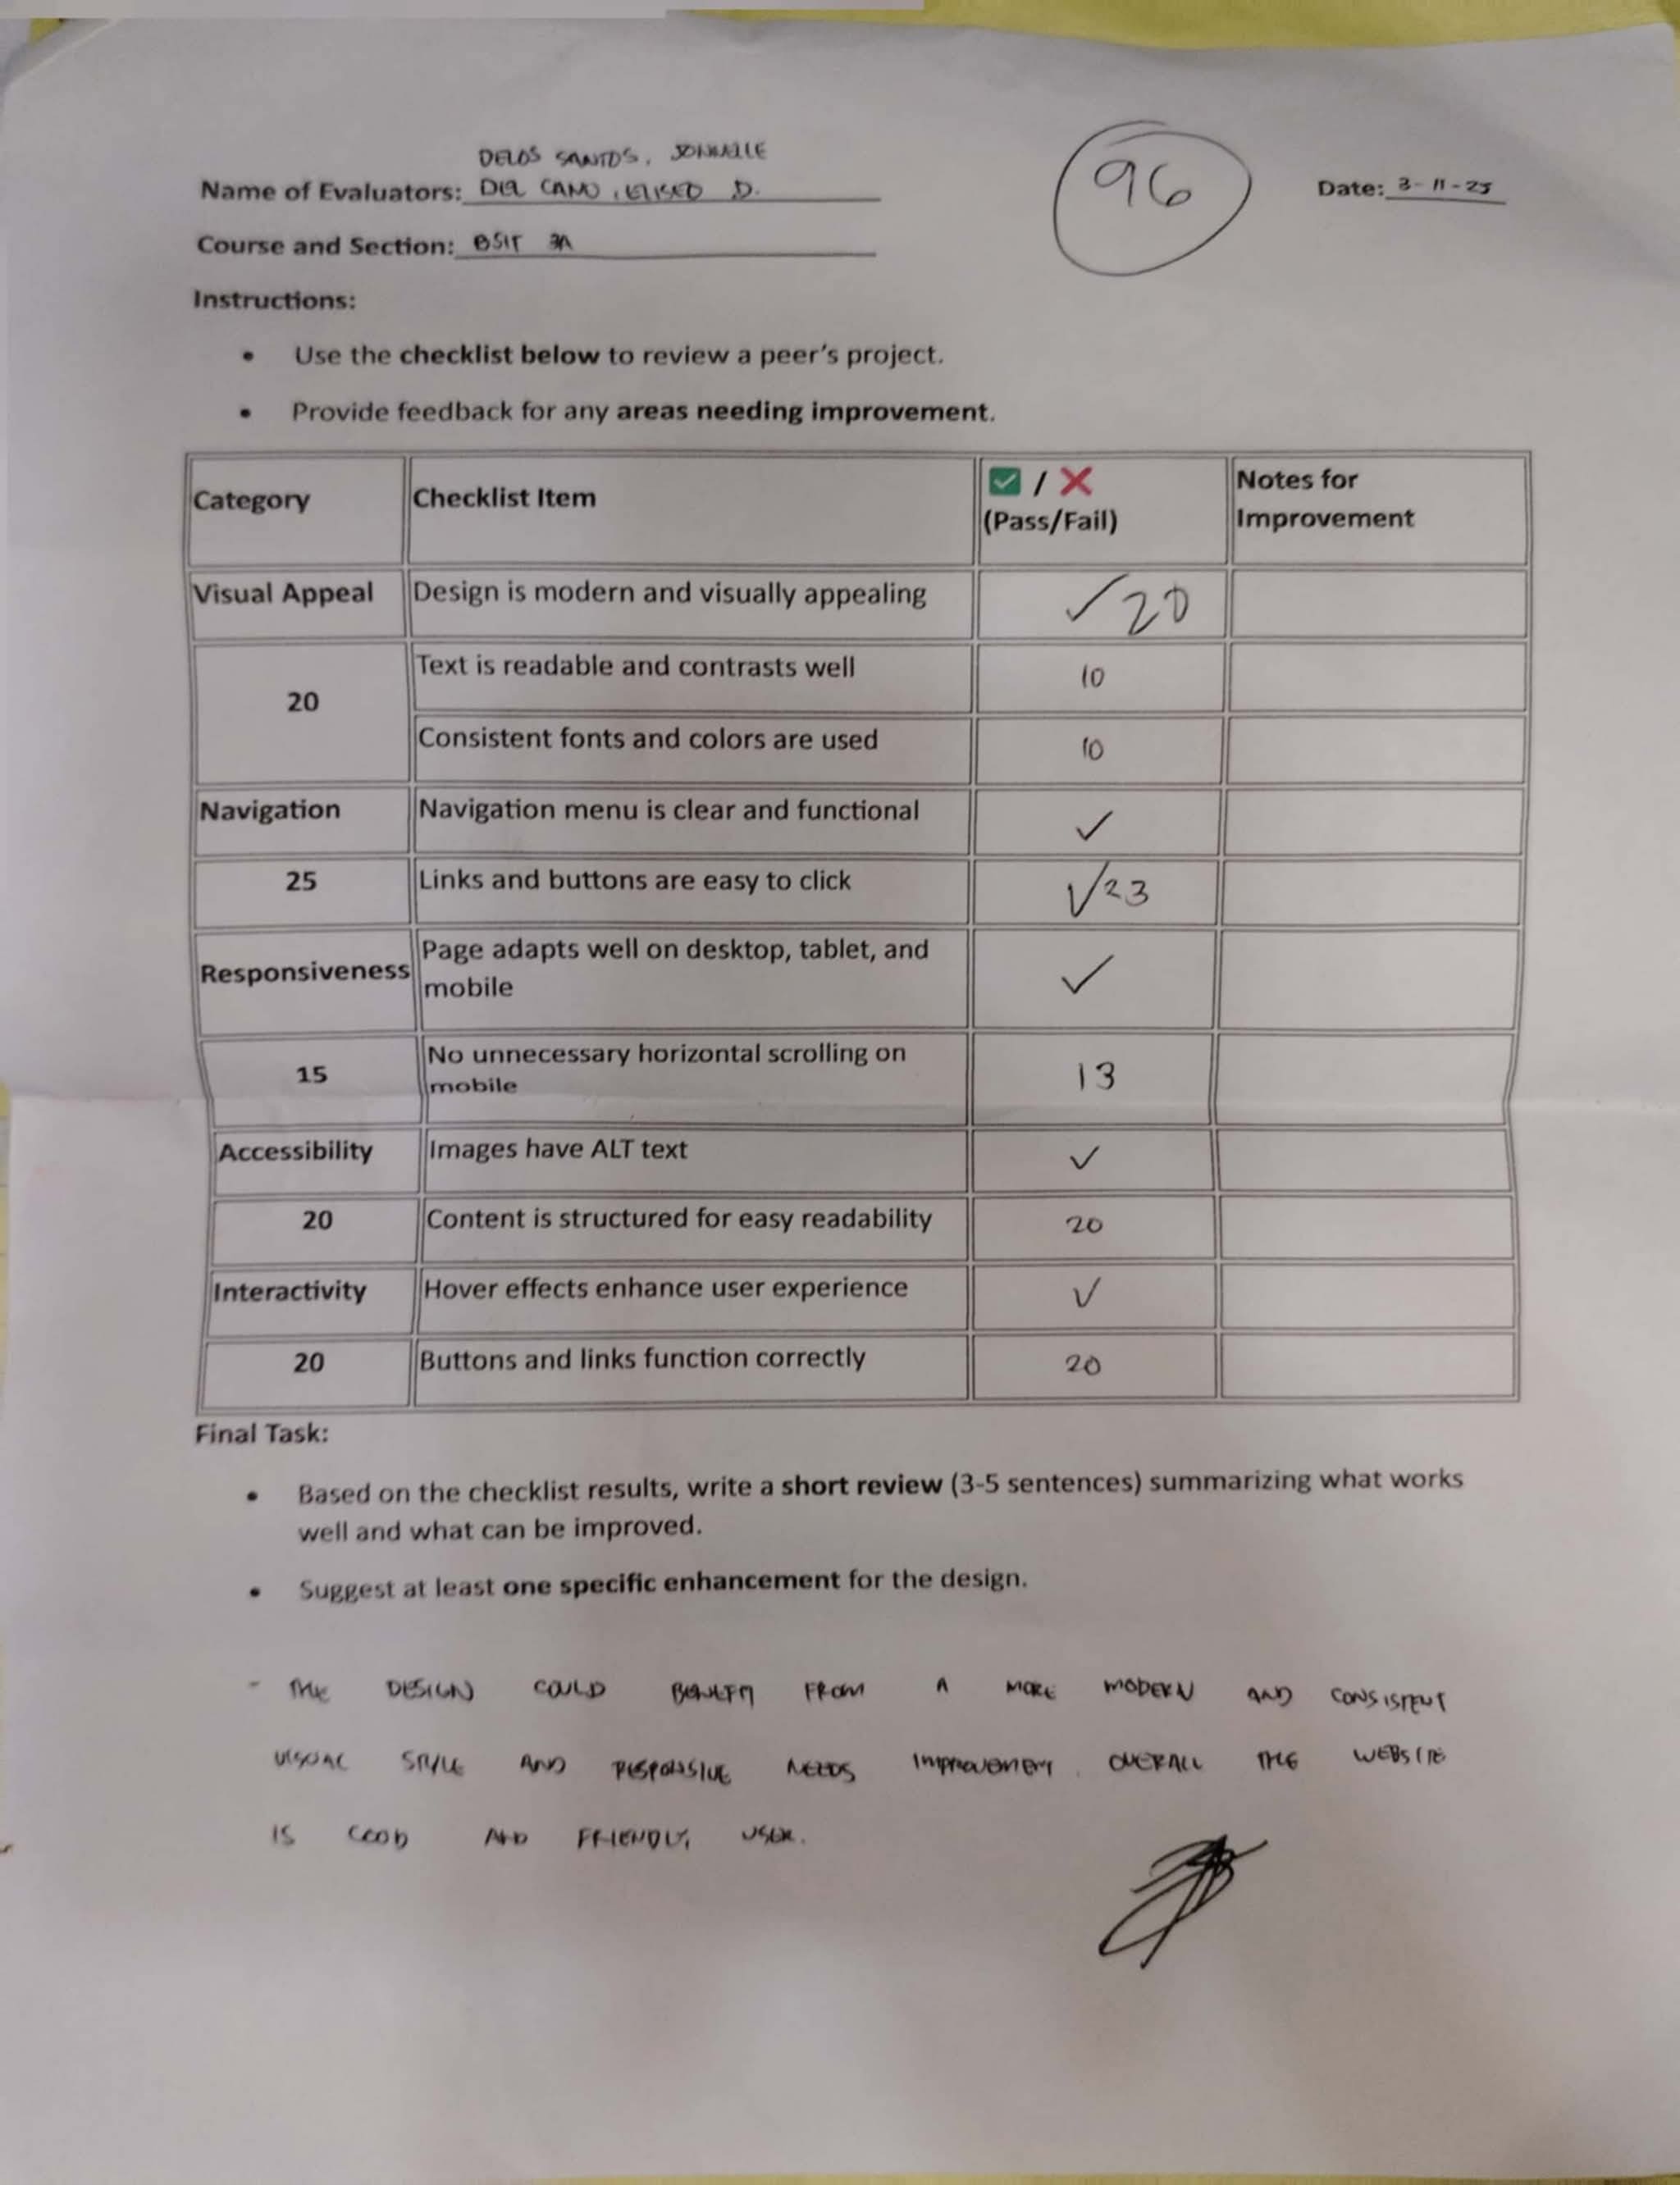 DELOS SANTOS,
Name of Evaluators: DEL CANO, ELISEO D.
96
Date: 3-11-25
Course and Section: BSIT 3A
Instructions:
• Use the checklist below to review a peer's project.
• Provide feedback for any areas needing improvement.
Category Checklist Item ✅ / ❌ (Pass/Fail) Notes for Improvement
Visual Appeal Design is modern and visually appealing ✓ 20
20 Text is readable and contrasts well 10
Consistent fonts and colors are used 10
Navigation Navigation menu is clear and functional ✓
25 Links and buttons are easy to click ✓ 23
Responsiveness Page adapts well on desktop, tablet, and mobile ✓
15 No unnecessary horizontal scrolling on mobile 13
Accessibility Images have ALT text ✓
20 Content is structured for easy readability 20
Interactivity Hover effects enhance user experience ✓
20 Buttons and links function correctly 20
Final Task:
• Based on the checklist results, write a short review (3-5 sentences) summarizing what works
well and what can be improved.
• Suggest at least one specific enhancement for the design.
- THE DESIGN COULD BENEFIT FROM A MORE MODERN AND CONSISTENT
VISUAL STYLE AND RESPONSIVE NEEDS IMPROVEMENT. OVERALL THE WEBSITE
IS GOOD AND FRIENDLY USER.